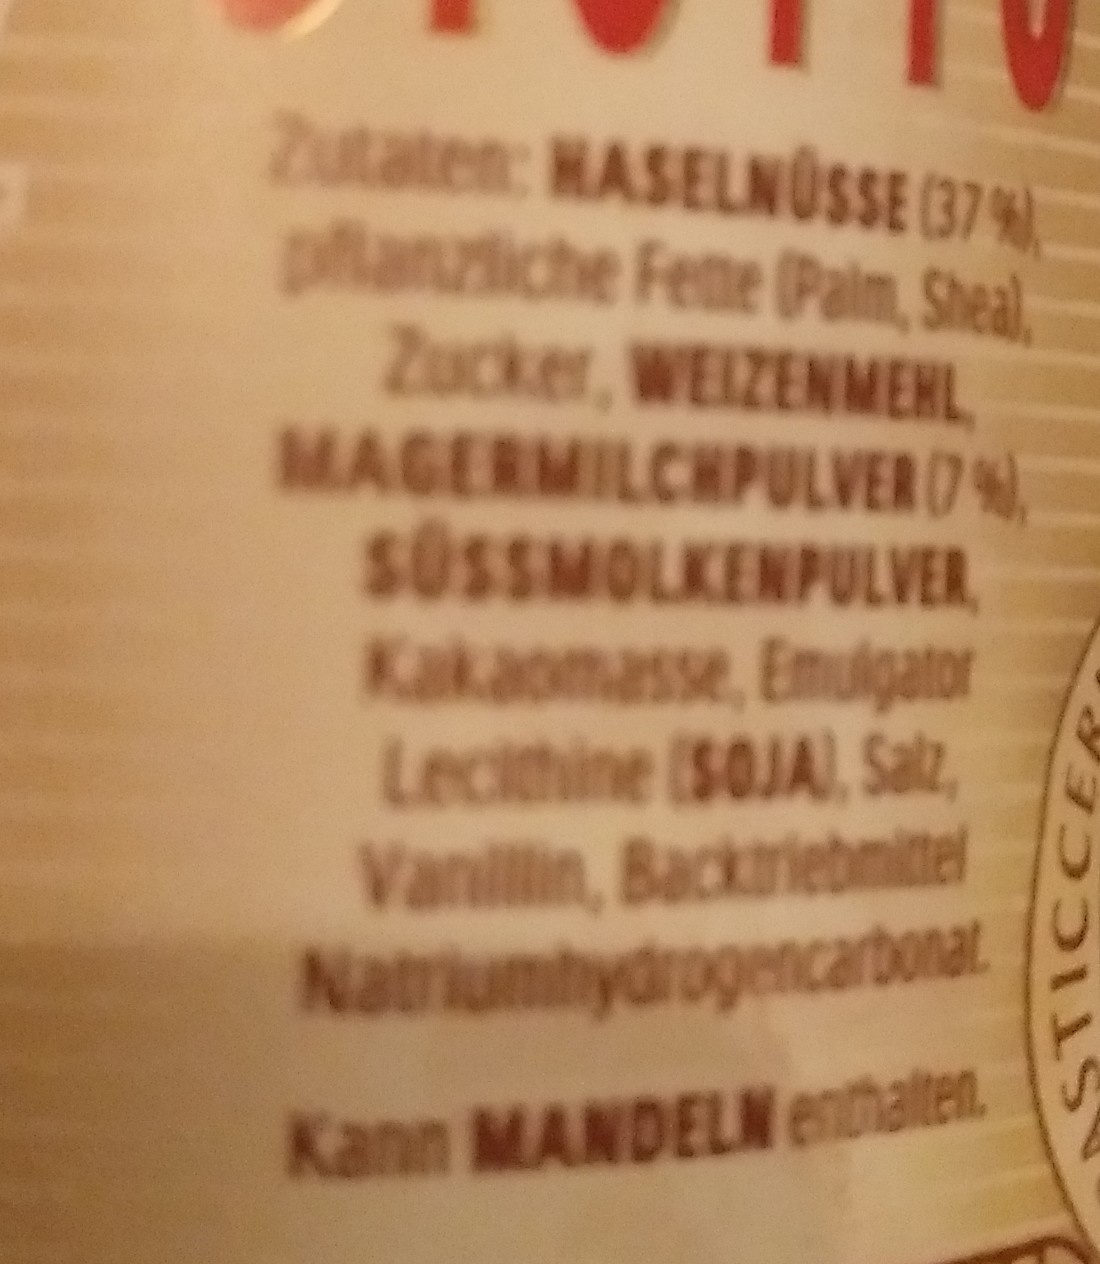 Zutaten: HASELNÜSSE (37 %),
pflanzliche Fette (Palm, Shea),
Zucker, WEIZENMEHL,
MAGERMILCHPULVER (7 %),
SÜSSMOLKENPULVER,
Kakaomasse, Emulgator
Lecithine (SOJA), Salz,
Vanillin, Backtriebmittel
Natriumhydrogencarbonat.
Kann MANDELN enthalten.